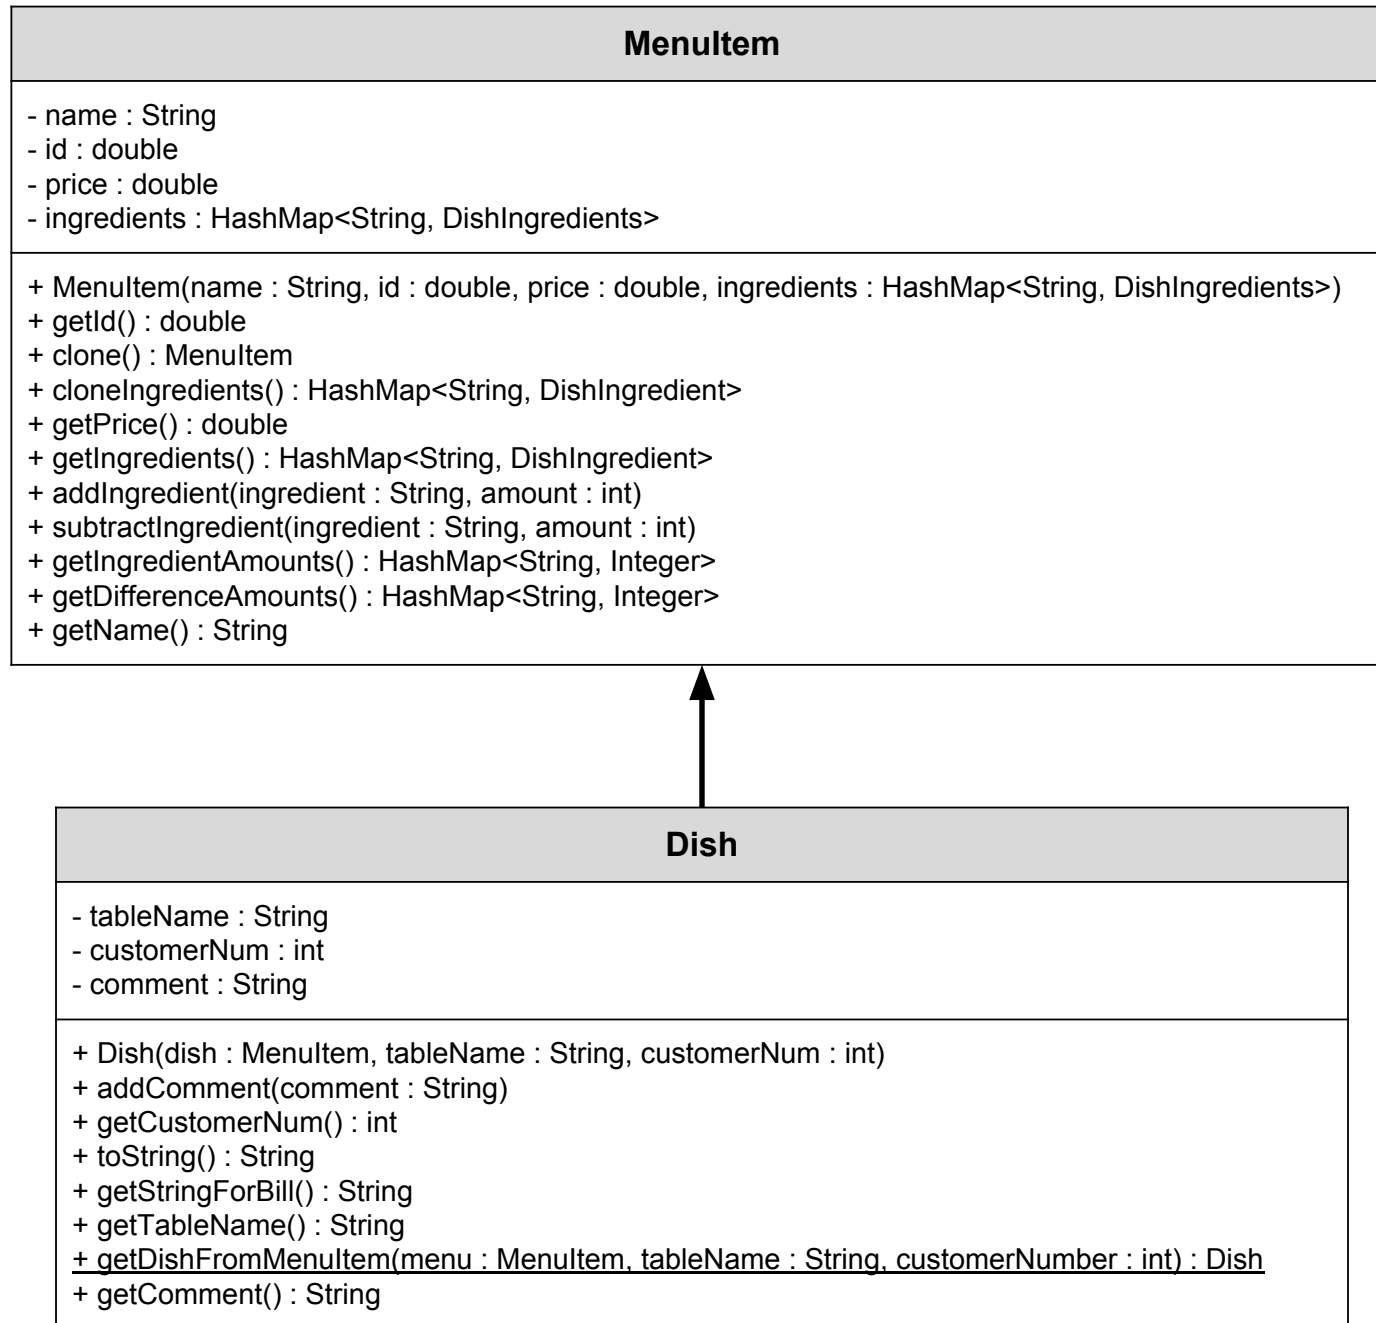 MenuItem
- name : String
- id : double
- price : double
- ingredients : HashMap<String, DishIngredients>
+ MenuItem(name : String, id : double, price : double, ingredients : HashMap<String, DishIngredients>)
+ getId() : double
+ clone() : MenuItem
+ cloneIngredients() : HashMap<String, DishIngredient>
+ getPrice() : double
+ getIngredients() : HashMap<String, DishIngredient>
+ addIngredient(ingredient : String, amount : int)
+ subtractIngredient(ingredient : String, amount : int)
+ getIngredientAmounts() : HashMap<String, Integer>
+ getDifferenceAmounts() : HashMap<String, Integer>
+ getName() : String
Dish
- tableName : String
- customerNum : int
- comment : String
+ Dish(dish : MenuItem, tableName : String, customerNum : int)
+ addComment(comment : String)
+ getCustomerNum() : int
+ toString() : String
+ getStringForBill() : String
+ getTableName() : String
+ getDishFromMenuItem(menu : MenuItem, tableName : String, customerNumber : int) : Dish
+ getComment() : String